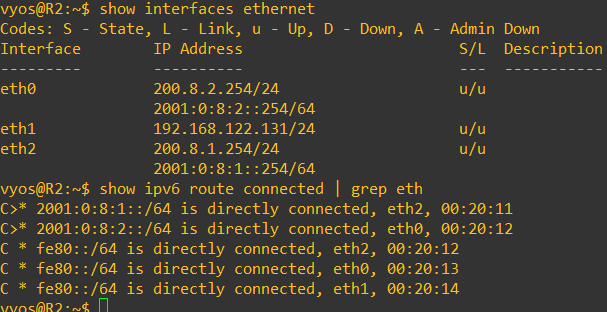 vyos@R2:~$ show interfaces ethernet
Codes: S - State, L - Link, u - Up, D - Down, A - Admin Down
Interface        IP Address                        S/L  Description
---------        ----------                        ---  -----------
eth0             200.8.2.254/24                    u/u
                 2001:0:8:2::254/64
eth1             192.168.122.131/24                u/u
eth2             200.8.1.254/24                    u/u
                 2001:0:8:1::254/64
vyos@R2:~$ show ipv6 route connected | grep eth
C>* 2001:0:8:1::/64 is directly connected, eth2, 00:20:11
C>* 2001:0:8:2::/64 is directly connected, eth0, 00:20:12
C * fe80::/64 is directly connected, eth2, 00:20:12
C * fe80::/64 is directly connected, eth0, 00:20:13
C * fe80::/64 is directly connected, eth1, 00:20:14
vyos@R2:~$